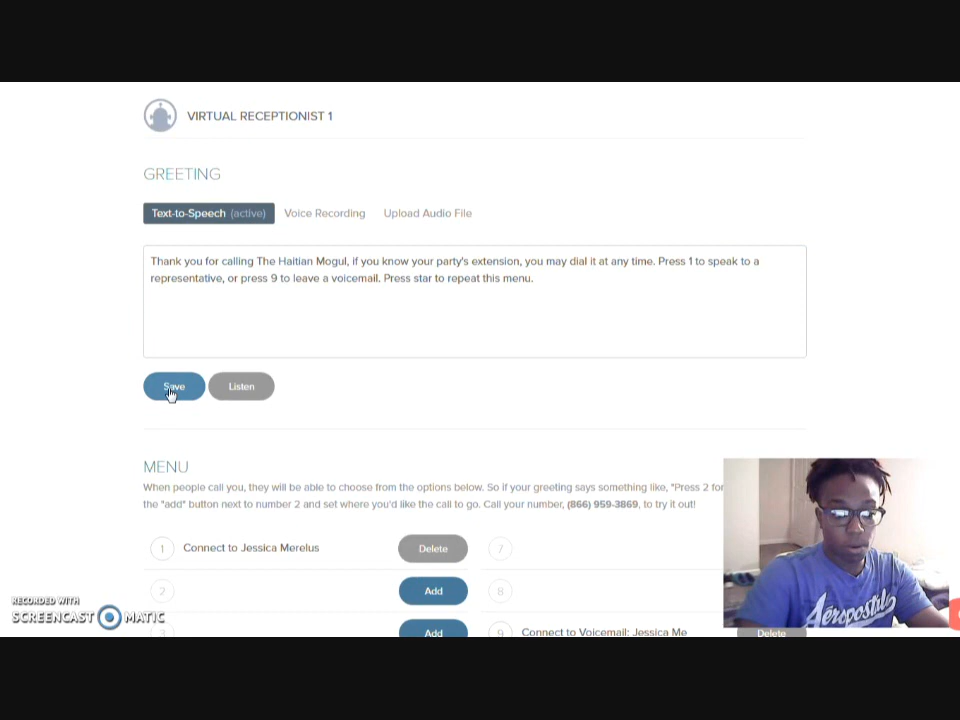 VIRTUAL RECEPTIONIST 1
GREETING
Text-to-Speech (active) Voice Recording Upload Audio File
Thank you for calling The Haitian Mogul, if you know your party's extension, you may dial it at any time. Press 1 to speak to a
representative, or press 9 to leave a voicemail. Press star to repeat this menu.
Save Listen
MENU
When people call you, they will be able to choose from the options below. So if your greeting says something like, "Press 2 for
the "add" button next to number 2 and set where you'd like the call to go. Call your number, (866) 959-3869, to try it out!
1 Connect to Jessica Merelus Delete 7
2 Add 8
3 Add 9 Connect to Voicemail: Jessica Me Delete
RECORDED WITH
SCREENCAST MATIC
Aéropostale